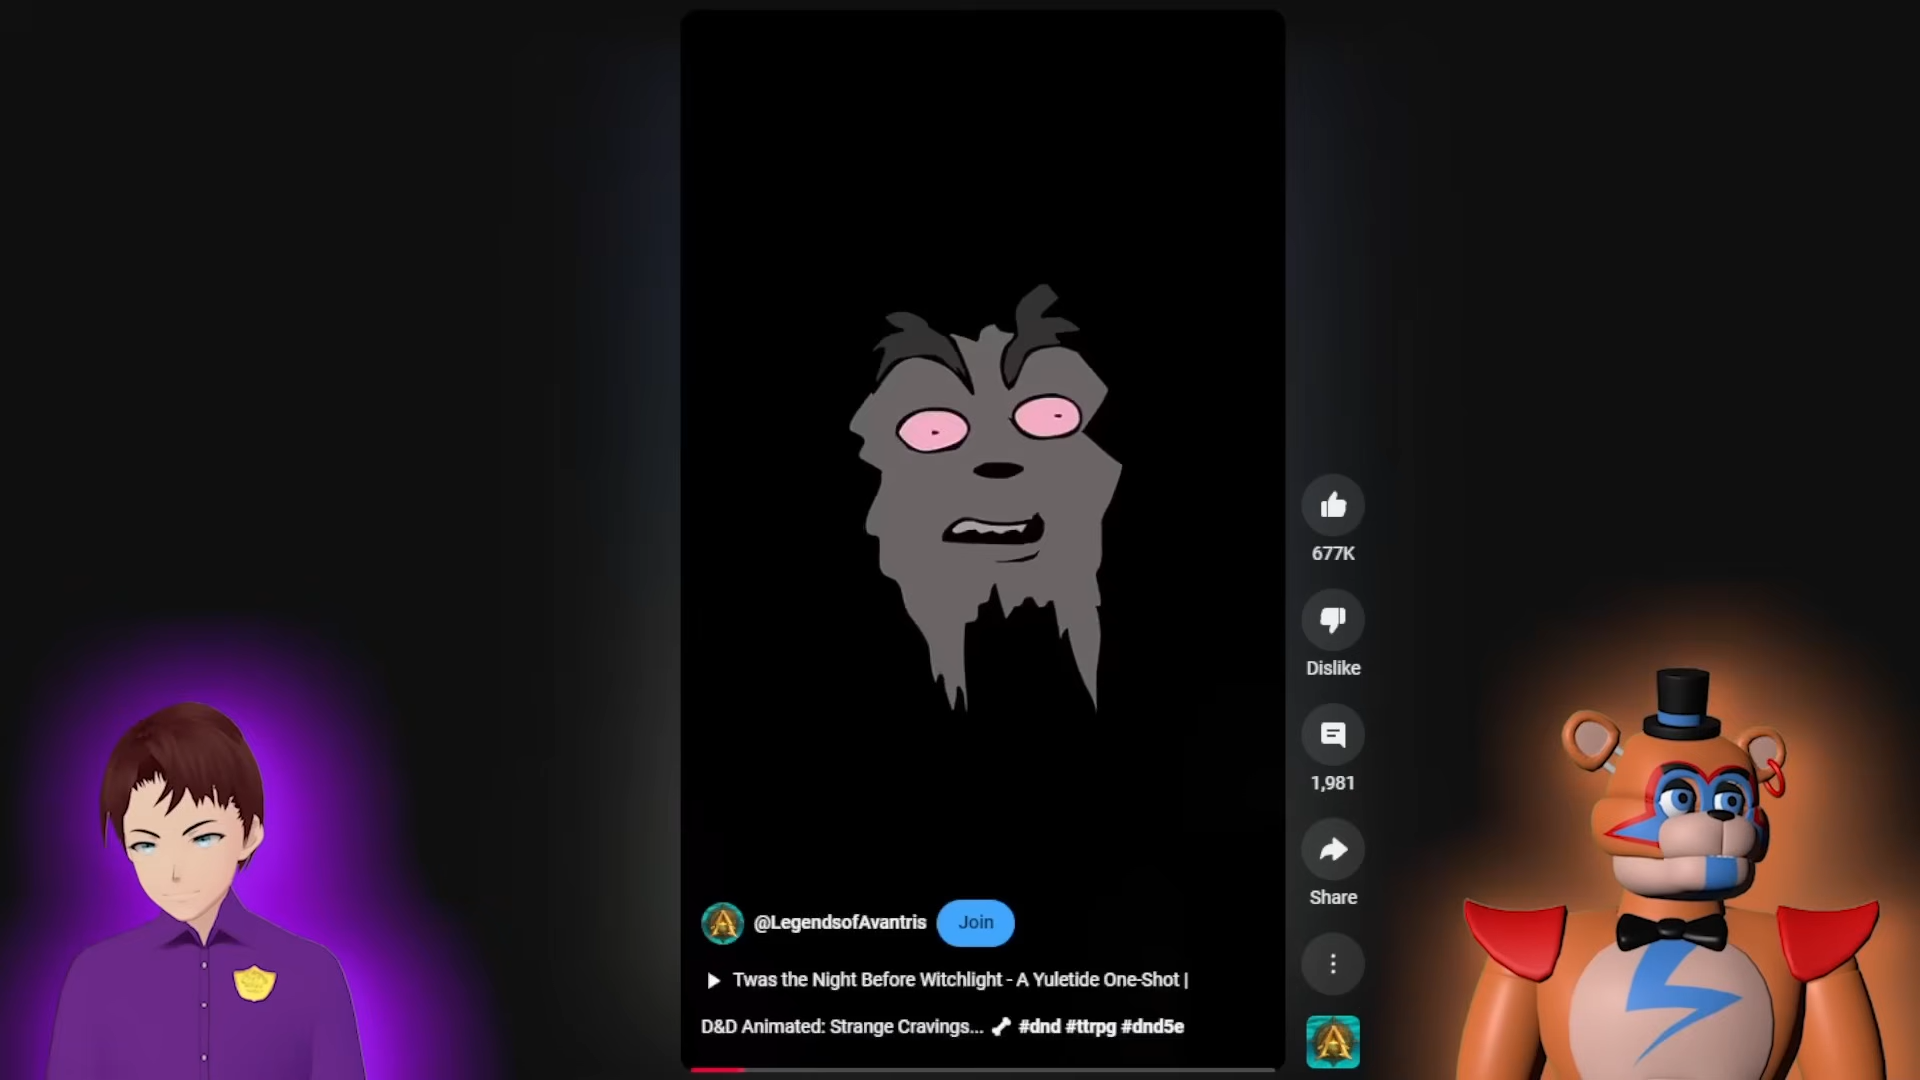 677K
Dislike
1,981
Share
@LegendsofAvantris Join
Twas the Night Before Witchlight - A Yuletide One-Shot |
D&D Animated: Strange Cravings... 🦴 #dnd #ttrpg #dnd5e